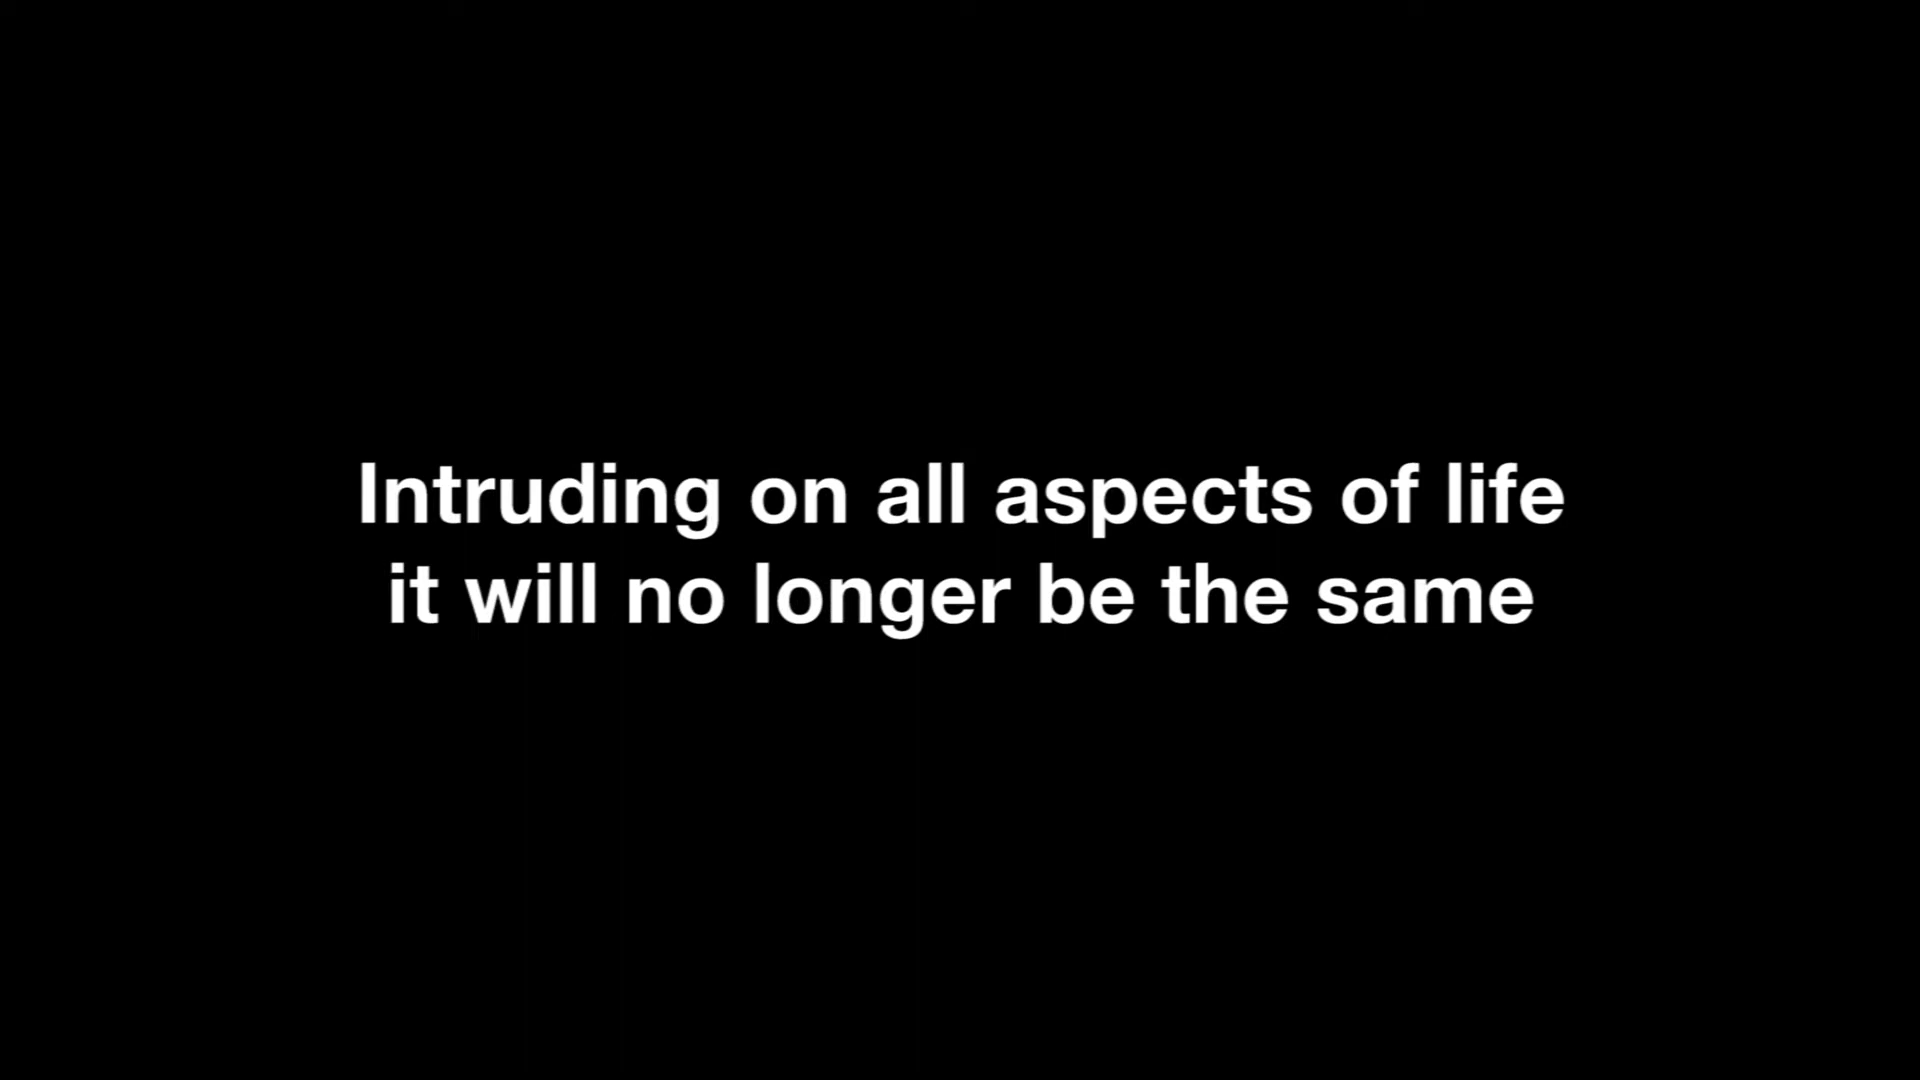 Intruding on all aspects of life
it will no longer be the same